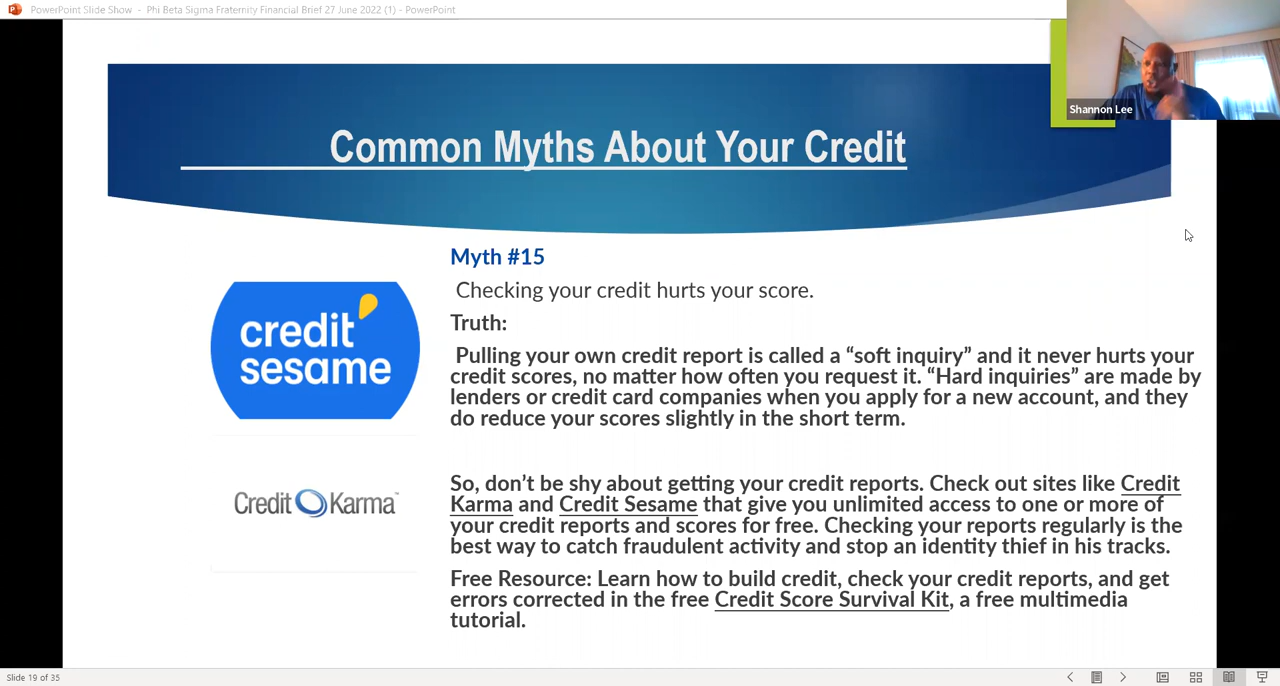 PowerPoint Slide Show - Phi Beta Sigma Fraternity Financial Brief 27 June 2022 (1) - PowerPoint
Shannon Lee
Common Myths About Your Credit
Myth #15
Checking your credit hurts your score.
Truth:
Pulling your own credit report is called a “soft inquiry” and it never hurts your
credit scores, no matter how often you request it. “Hard inquiries” are made by
lenders or credit card companies when you apply for a new account, and they
do reduce your scores slightly in the short term.
credit
sesame
Credit Karma™
So, don’t be shy about getting your credit reports. Check out sites like Credit
Karma and Credit Sesame that give you unlimited access to one or more of
your credit reports and scores for free. Checking your reports regularly is the
best way to catch fraudulent activity and stop an identity thief in his tracks.
Free Resource: Learn how to build credit, check your credit reports, and get
errors corrected in the free Credit Score Survival Kit, a free multimedia
tutorial.
Slide 19 of 35